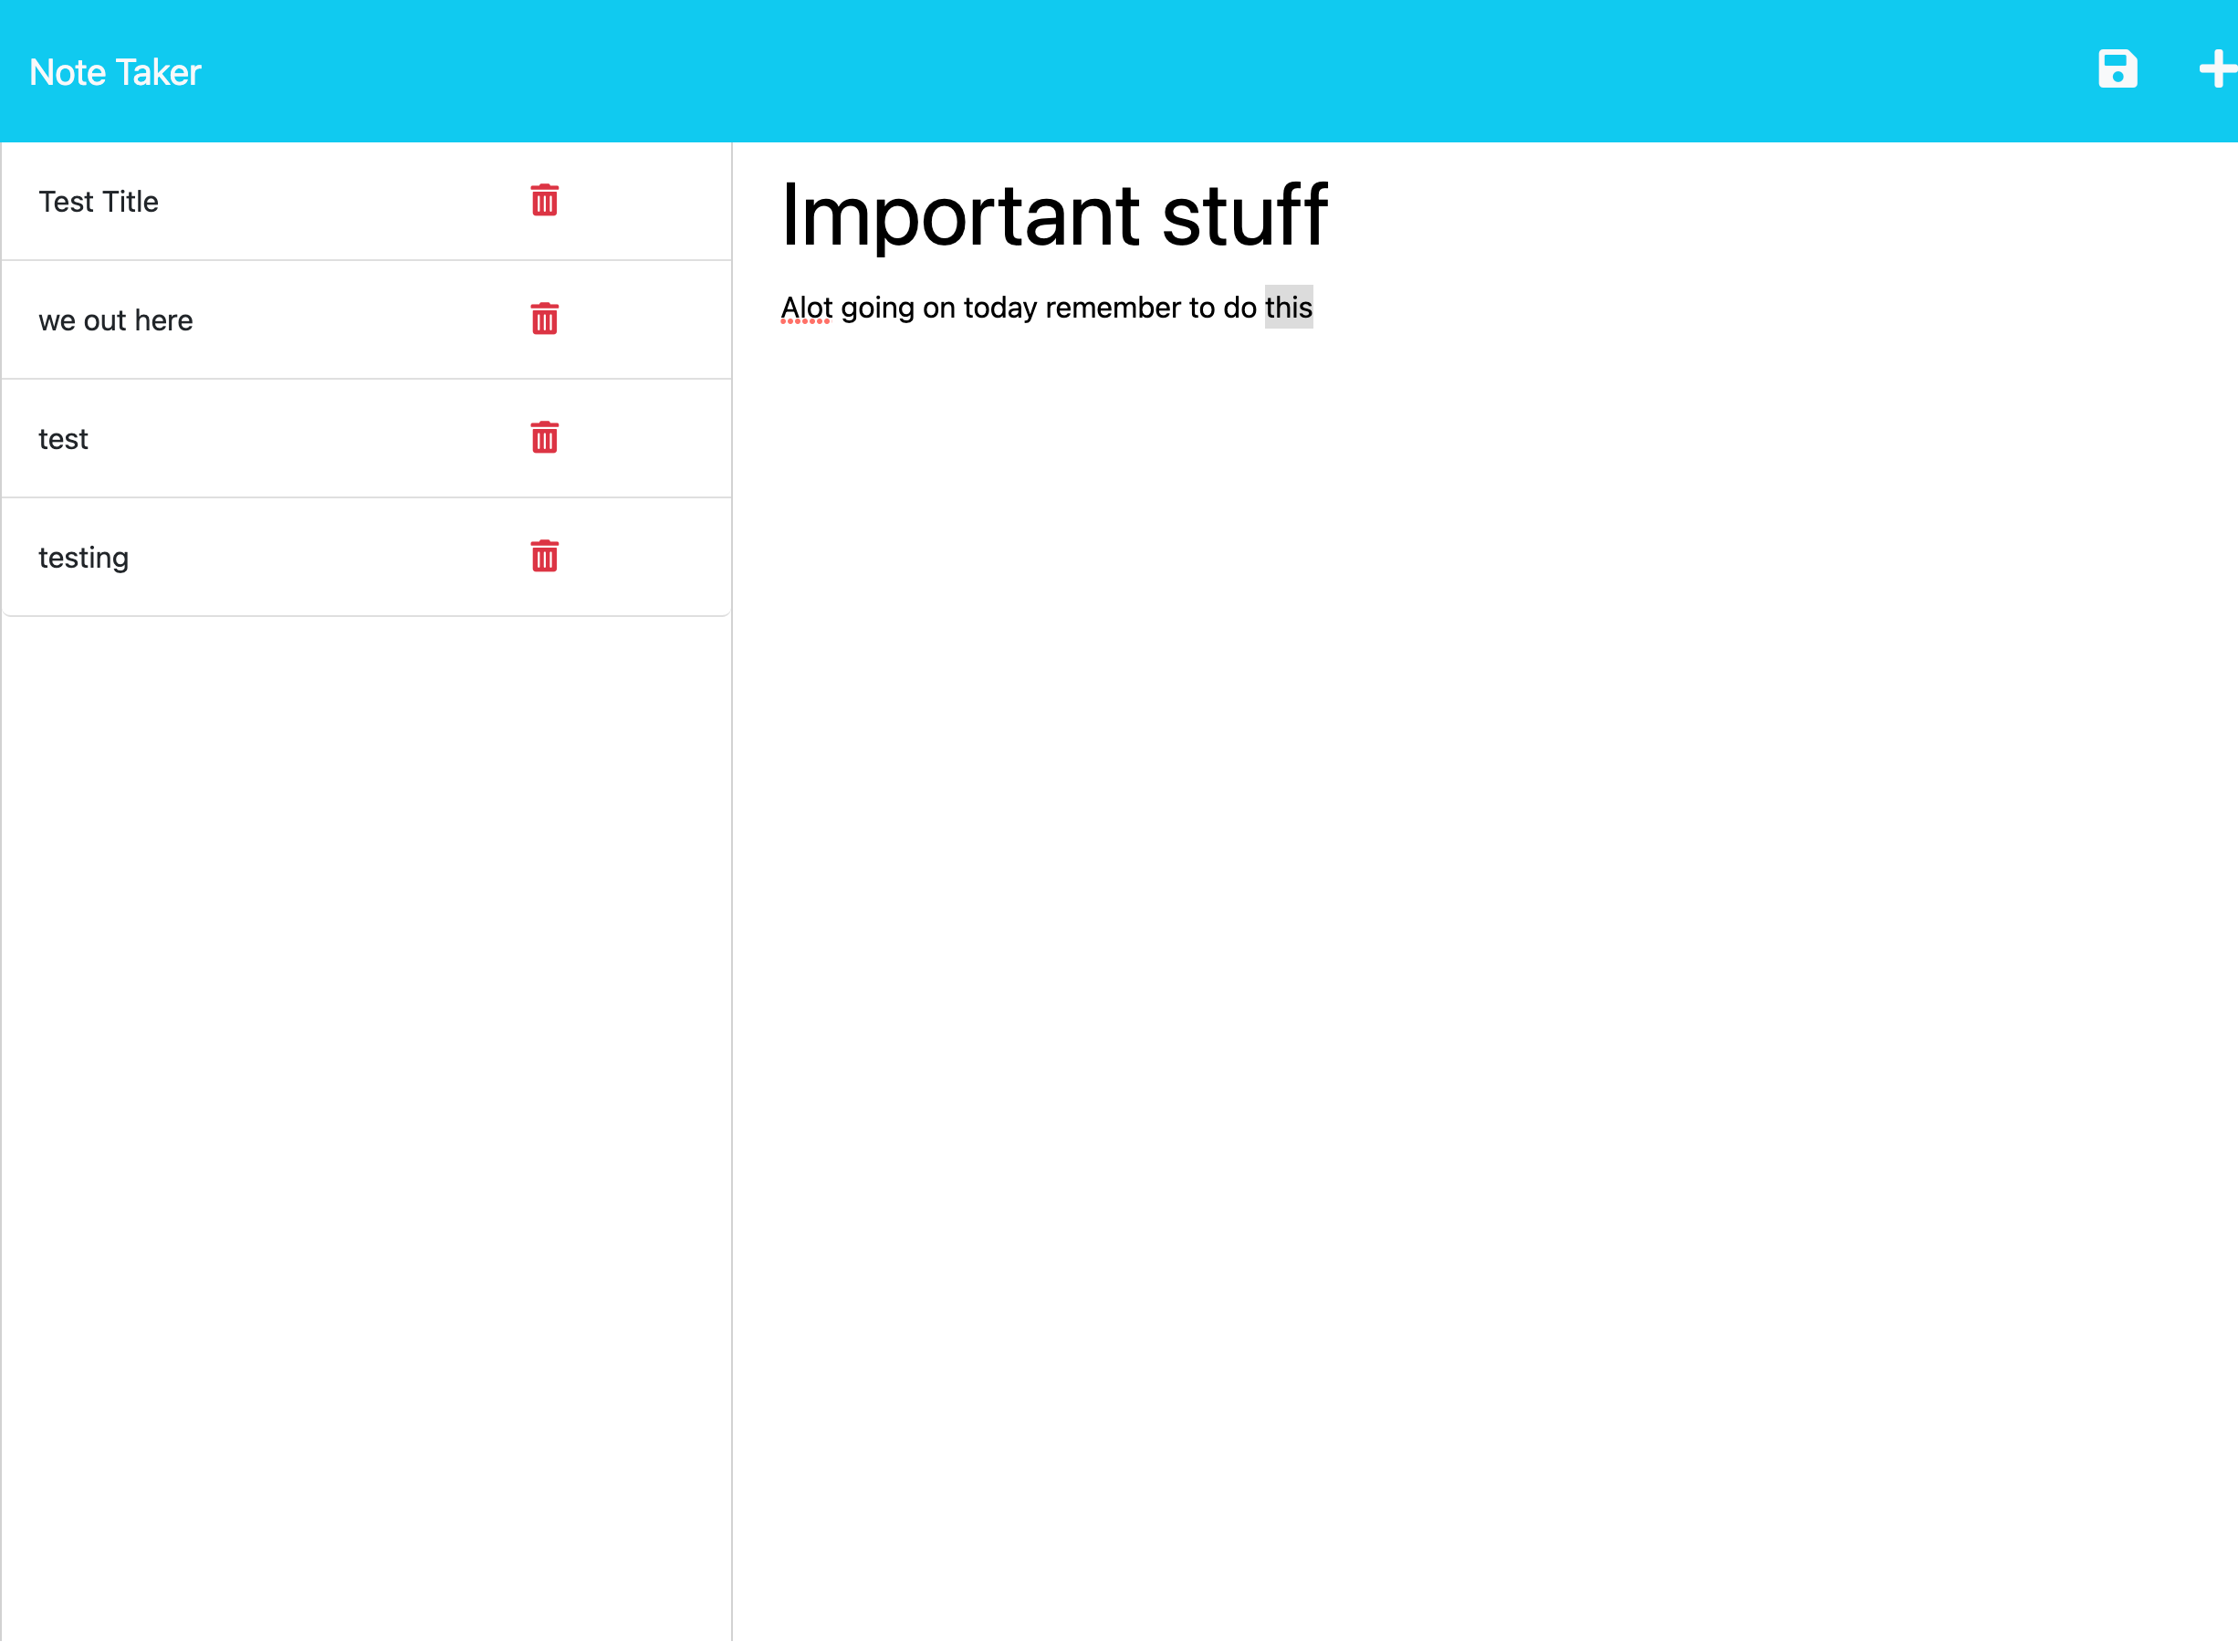 Note Taker
Test Title
we out here
test
testing
Important stuff
Alot going on today remember to do this